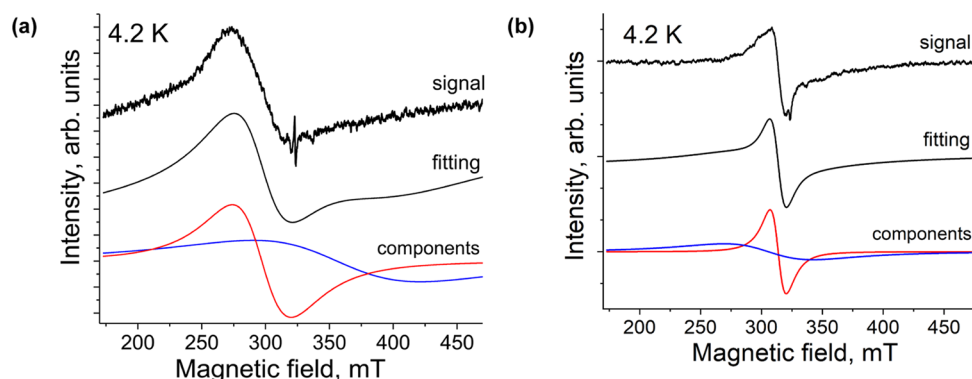 (a)
4.2 K
signal
fitting
components
Intensity, arb. units
200 250 300 350 400 450
Magnetic field, mT
(b)
4.2 K
signal
fitting
components
Intensity, arb. units
200 250 300 350 400 450
Magnetic field, mT